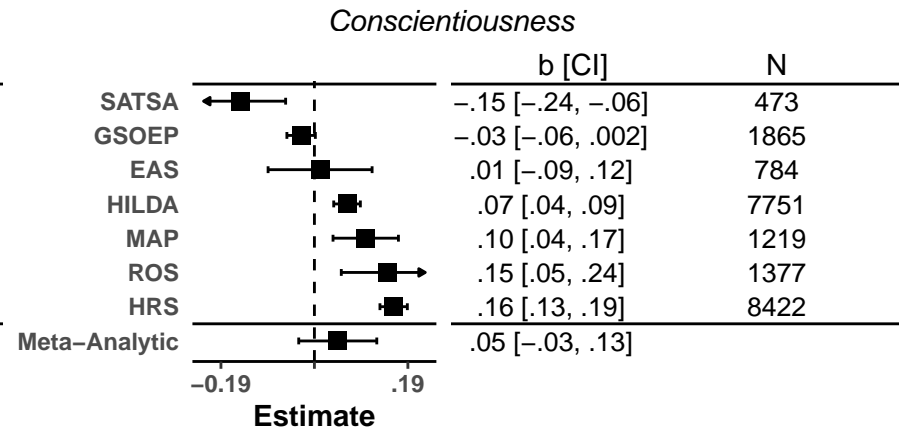 Conscientiousness
b [CI] N
SATSA −.15 [−.24, −.06] 473
GSOEP −.03 [−.06, .002] 1865
EAS .01 [−.09, .12] 784
HILDA .07 [.04, .09] 7751
MAP .10 [.04, .17] 1219
ROS .15 [.05, .24] 1377
HRS .16 [.13, .19] 8422
Meta−Analytic .05 [−.03, .13]
−0.19 .19
Estimate